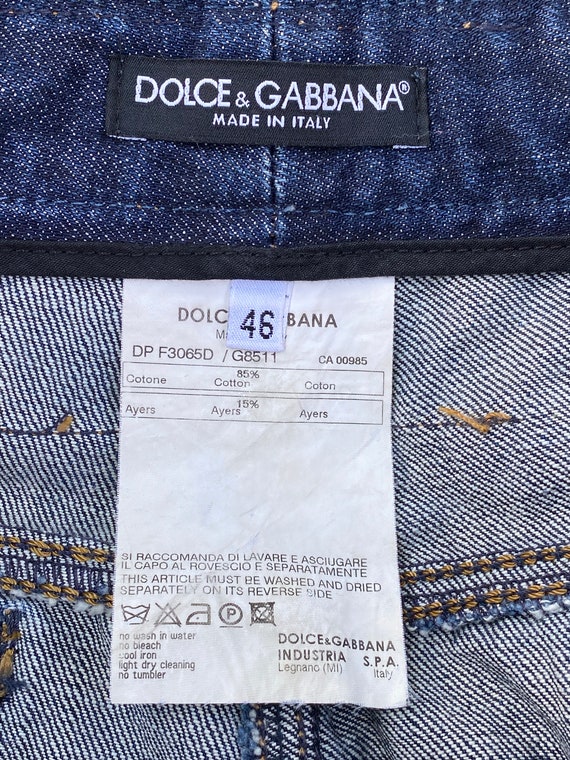 DOLCE & GABBANA®
MADE IN ITALY
46
DOLC BANA
DP F3065D / G8511 CA 00985
85%
Cotone Cotton Coton
15%
Ayers Ayers Ayers
SI RACCOMANDA DI LAVARE E ASCIUGARE
IL CAPO AL ROVESCIO E SEPARATAMENTE
THIS ARTICLE MUST BE WASHED AND DRIED
SEPARATELY ON ITS REVERSE SIDE
P
no wash in water
no bleach
cool iron
light dry cleaning
no tumbler
DOLCE&GABBANA
INDUSTRIA S.P.A.
Legnano (MI) Italy